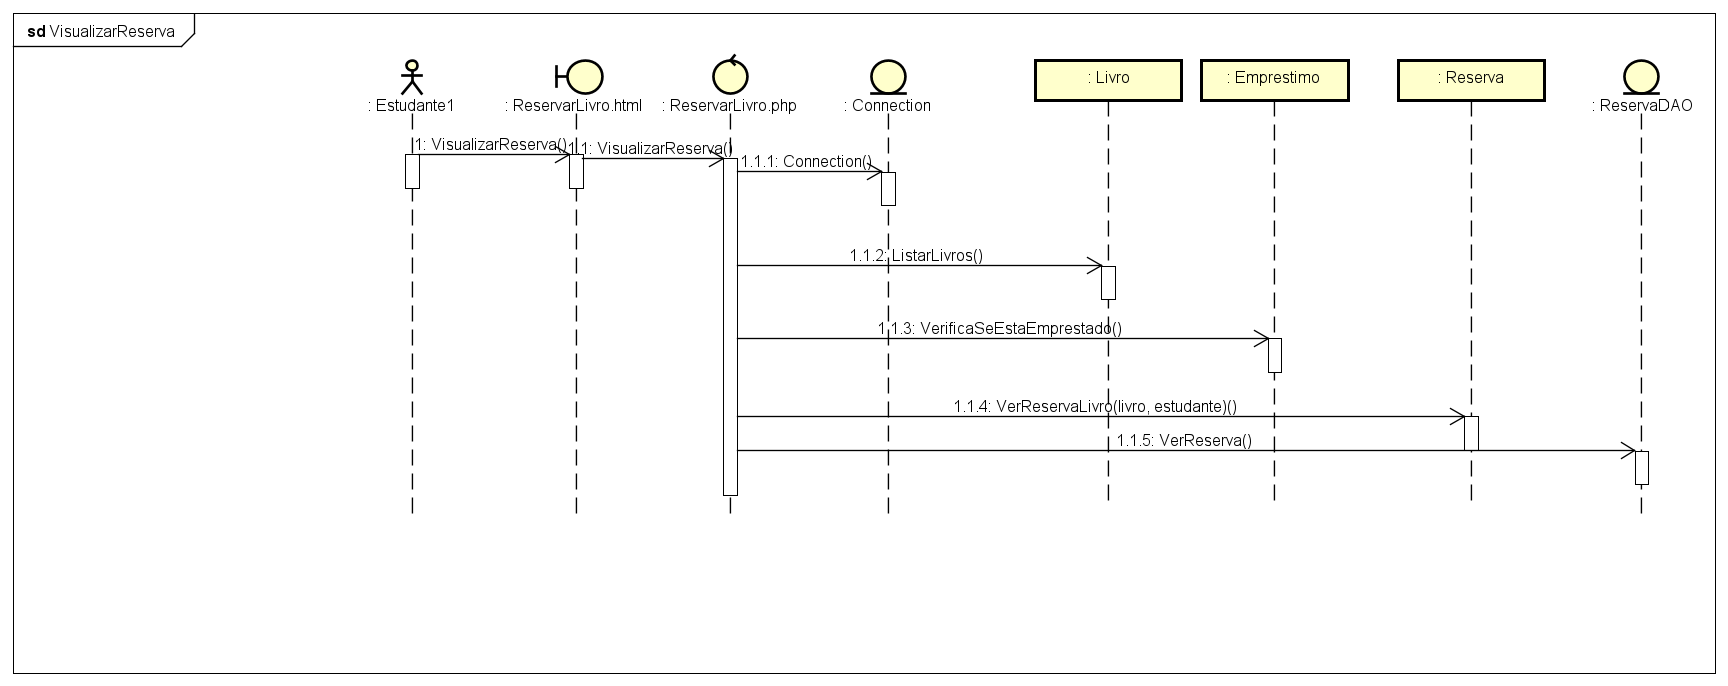 sd VisualizarReserva
: Estudante1
: ReservarLivro.html
: ReservarLivro.php
: Connection
: Livro
: Emprestimo
: Reserva
: ReservaDAO
1: VisualizarReserva()
1.1: VisualizarReserva()
1.1.1: Connection()
1.1.2: ListarLivros()
1.1.3: VerificaSeEstaEmprestado()
1.1.4: VerReservaLivro(livro, estudante)()
1.1.5: VerReserva()